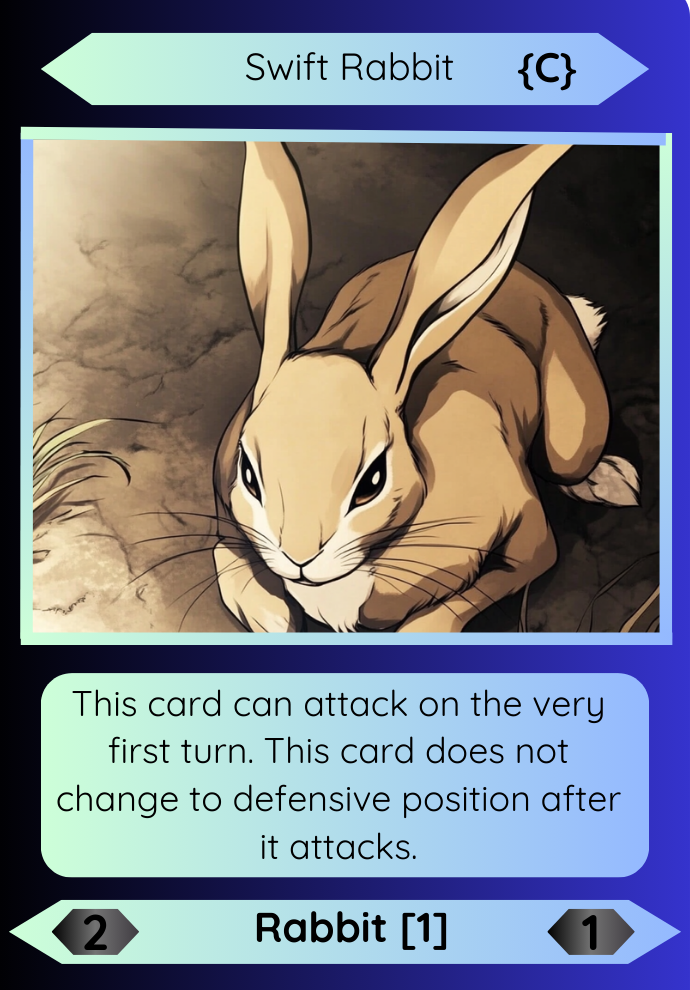 Swift Rabbit {C}
This card can attack on the very
first turn. This card does not
change to defensive position after
it attacks.
2 Rabbit [1] 1